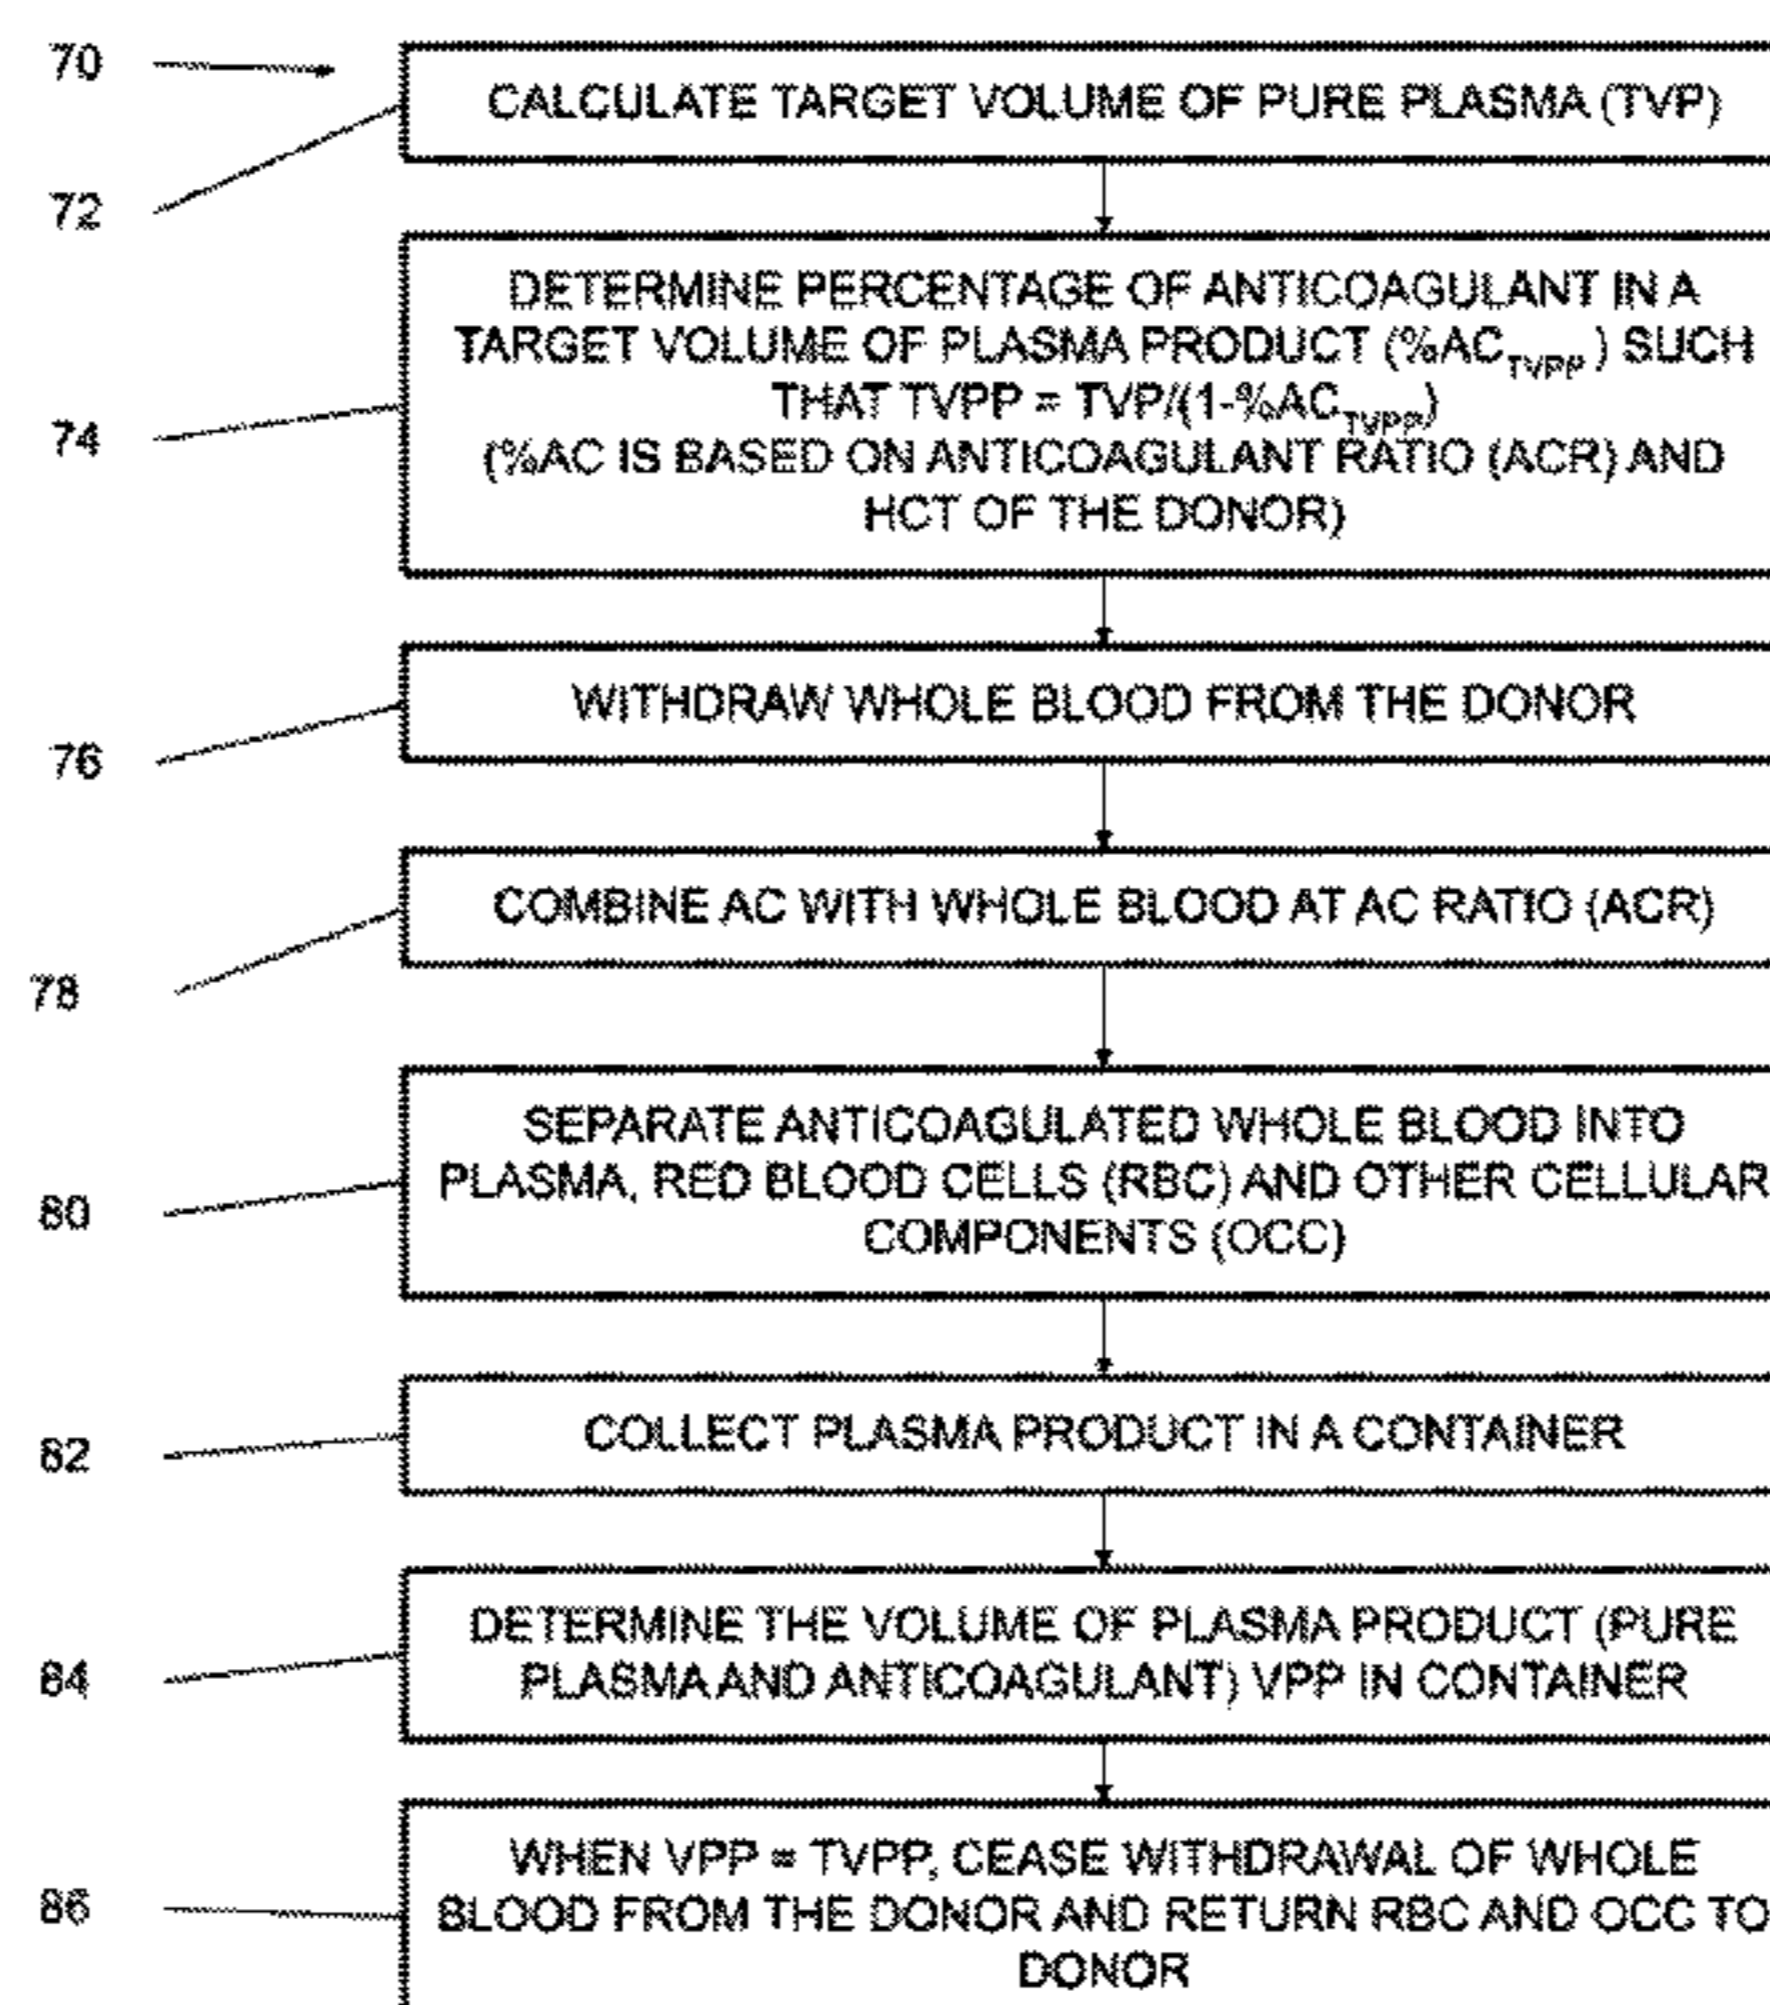 70
CALCULATE TARGET VOLUME OF PURE PLASMA (TVP)
72
DETERMINE PERCENTAGE OF ANTICOAGULANT IN A
TARGET VOLUME OF PLASMA PRODUCT (%AC_TVPP) SUCH
THAT TVPP = TVP/(1-%AC_TVPP)
(%AC IS BASED ON ANTICOAGULANT RATIO (ACR) AND
HCT OF THE DONOR)
74
WITHDRAW WHOLE BLOOD FROM THE DONOR
76
COMBINE AC WITH WHOLE BLOOD AT AC RATIO (ACR)
78
SEPARATE ANTICOAGULATED WHOLE BLOOD INTO
PLASMA, RED BLOOD CELLS (RBC) AND OTHER CELLULAR
COMPONENTS (OCC)
80
COLLECT PLASMA PRODUCT IN A CONTAINER
82
DETERMINE THE VOLUME OF PLASMA PRODUCT (PURE
PLASMA AND ANTICOAGULANT) VPP IN CONTAINER
84
WHEN VPP = TVPP, CEASE WITHDRAWAL OF WHOLE
BLOOD FROM THE DONOR AND RETURN RBC AND OCC TO
DONOR
86